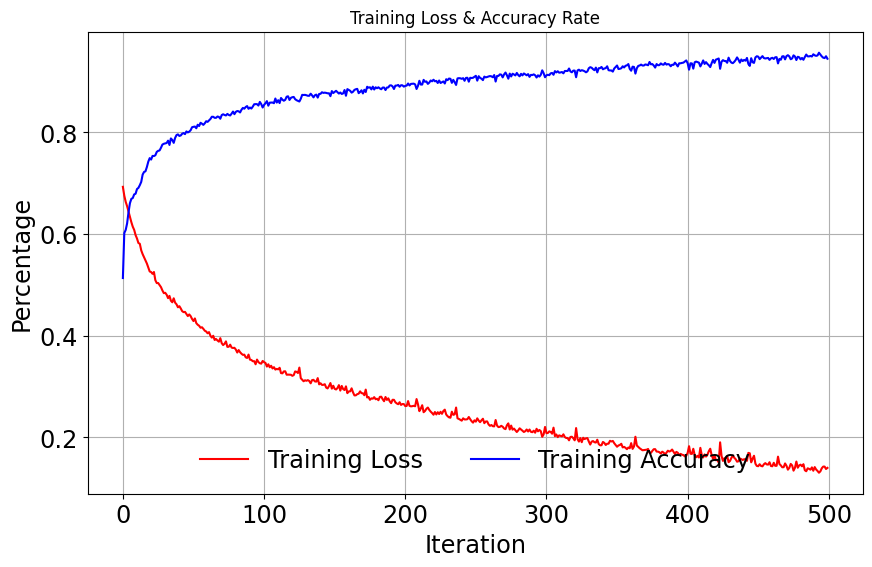 Training Loss & Accuracy Rate
Percentage
0.8
0.6
0.4
0.2
Training Loss Training Accuracy
0 100 200 300 400 500
Iteration